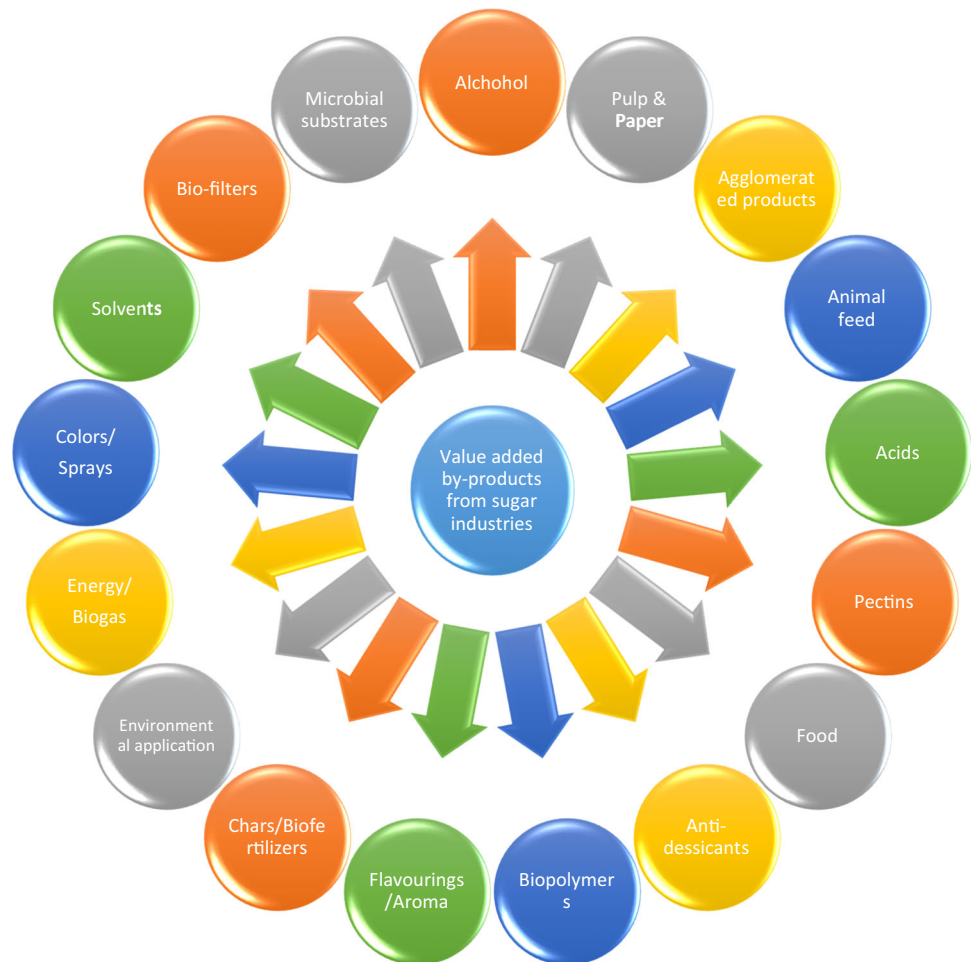 Alchohol
Pulp &
Paper
Agglomerat
ed products
Animal
feed
Acids
Pectins
Food
Anti-
dessicants
Biopolymer
s
Flavourings
/Aroma
Chars/Biofe
rtilizers
Environment
al application
Energy/
Biogas
Colors/
Sprays
Solvents
Bio-filters
Microbial
substrates
Value added
by-products
from sugar
industries